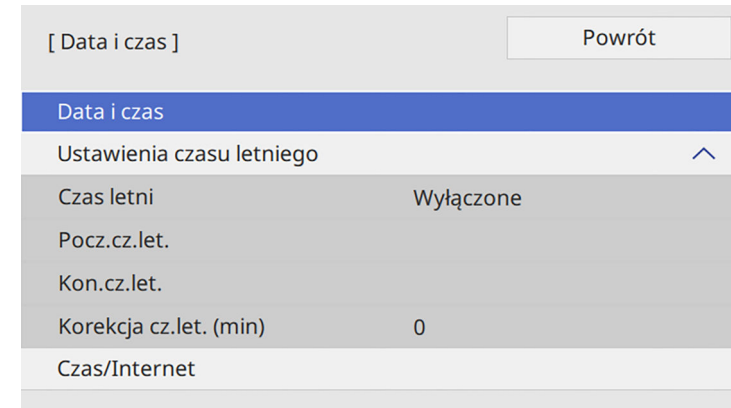 [ Data i czas ]
Powrót
Data i czas
Ustawienia czasu letniego
Czas letni Wyłączone
Pocz.cz.let.
Kon.cz.let.
Korekcja cz.let. (min) 0
Czas/Internet